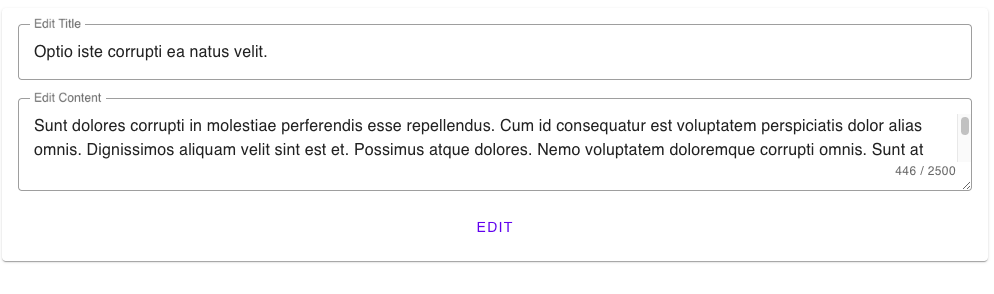 Edit Title
Optio iste corrupti ea natus velit.
Edit Content
Sunt dolores corrupti in molestiae perferendis esse repellendus. Cum id consequatur est voluptatem perspiciatis dolor alias
omnis. Dignissimos aliquam velit sint est et. Possimus atque dolores. Nemo voluptatem doloremque corrupti omnis. Sunt at
446 / 2500
EDIT